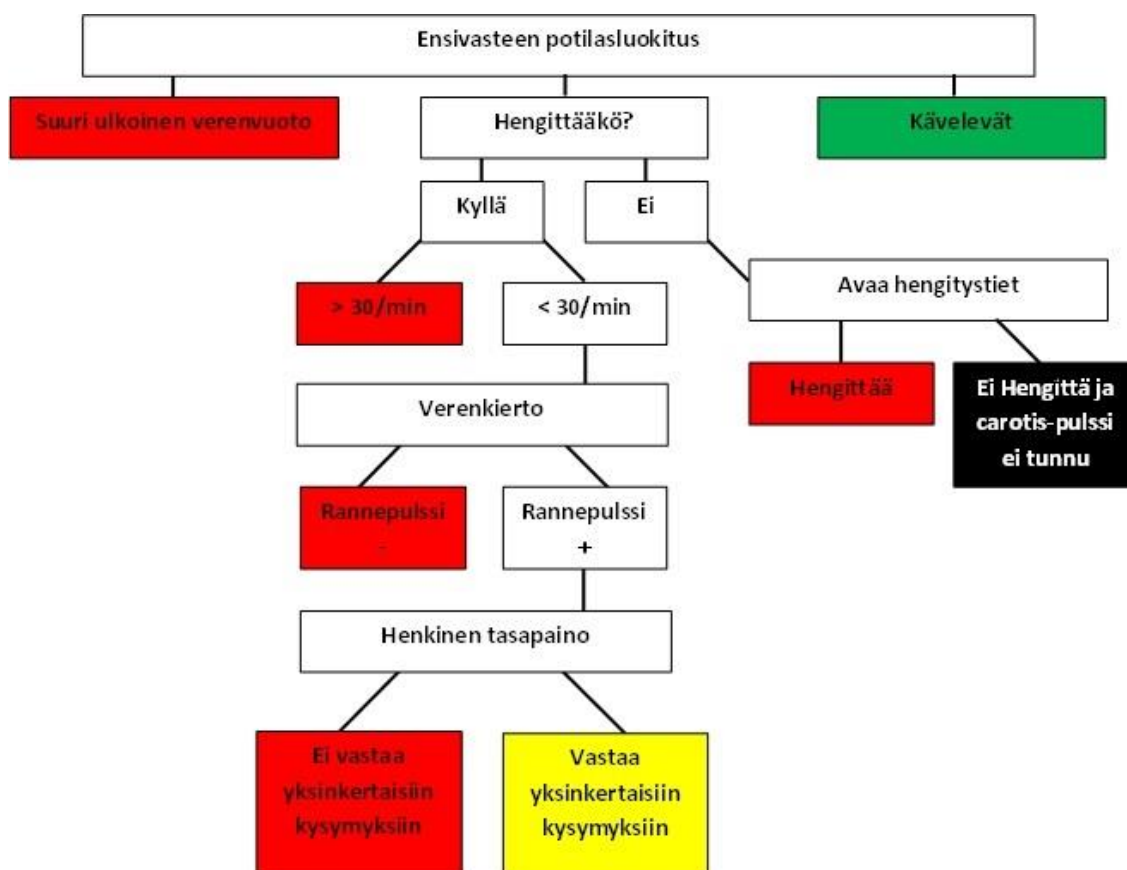 Ensivasteen potilasluokitus
Suuri ulkoinen verenvuoto
Hengittääkö?
Kävelevät
Kyllä
Ei
Avaa hengitystiet
> 30/min
< 30/min
Hengittää
Ei Hengittä ja
carotis-pulssi
ei tunnu
Verenkierto
Rannepulssi
-
Rannepulssi
+
Henkinen tasapaino
Ei vastaa
yksinkertaisiin
kysymyksiin
Vastaa
yksinkertaisiin
kysymyksiin